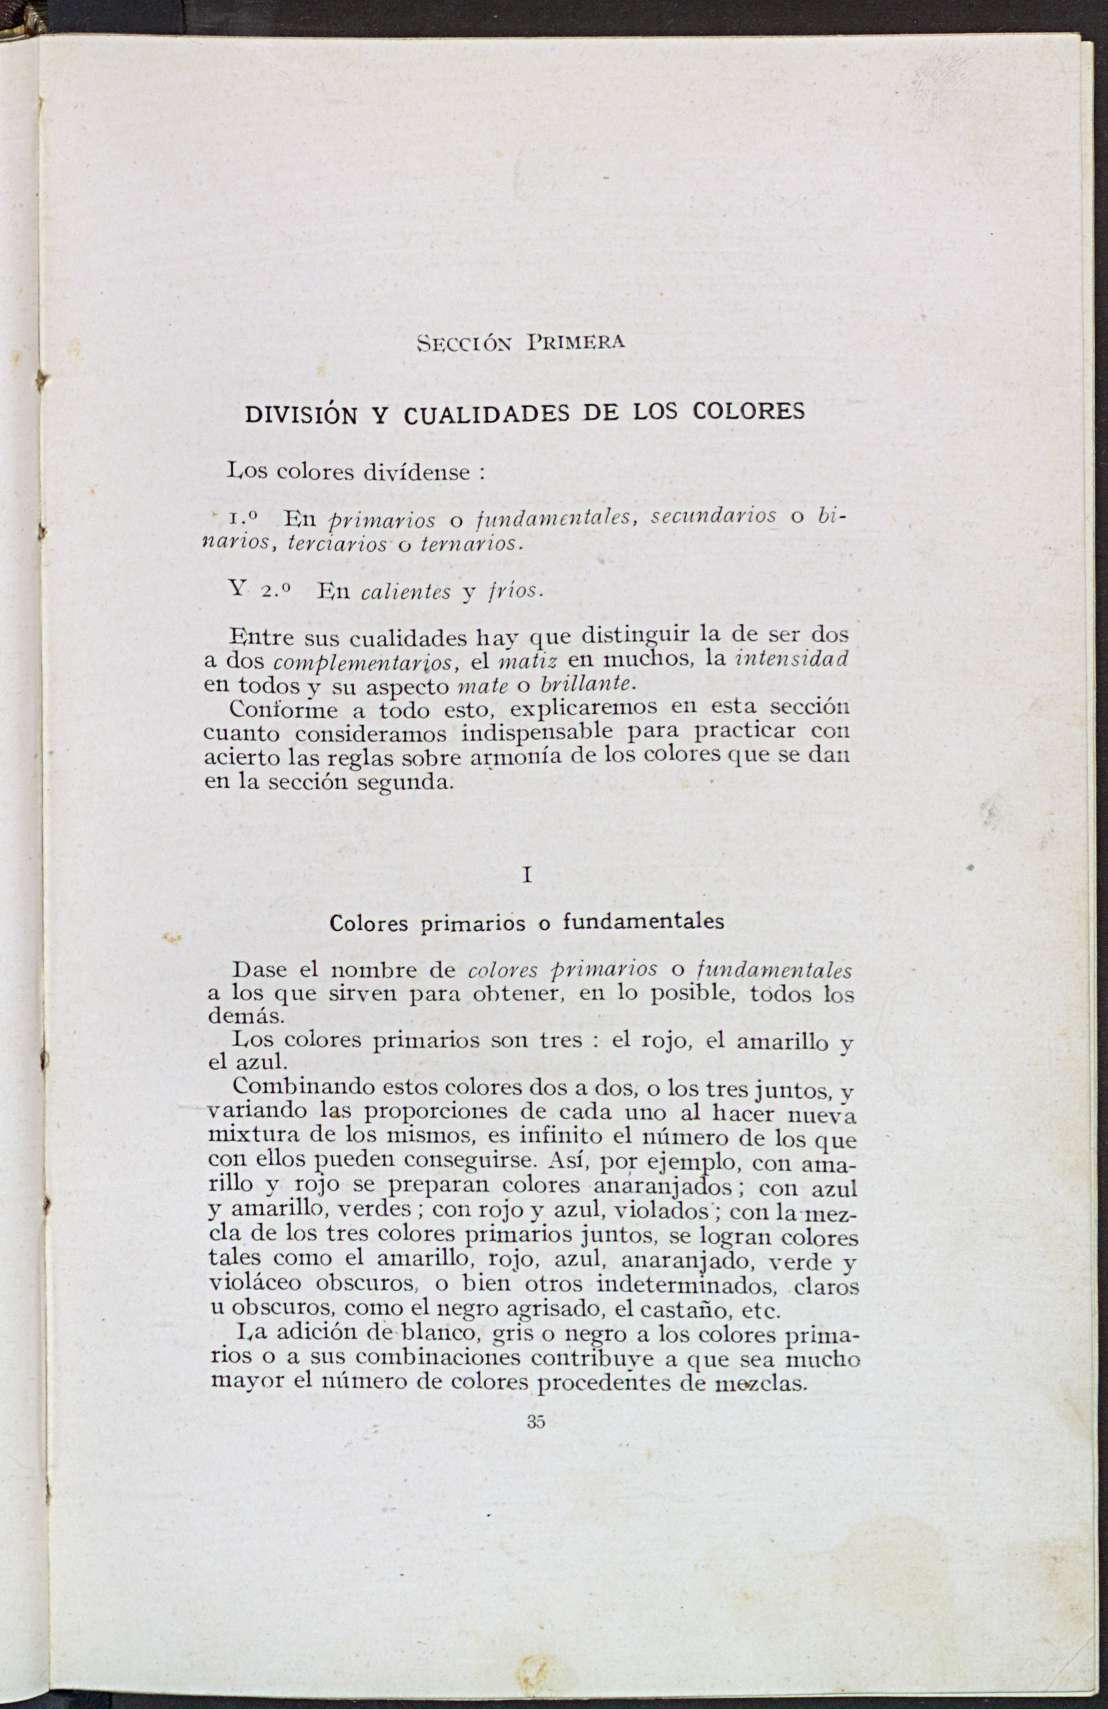 Sección Primera
DIVISIÓN Y CUALIDADES DE LOS COLORES
Los colores divídense :
1.º En primarios o fundamentales, secundarios o bi-
narios, terciarios o ternarios.
Y 2.º En calientes y fríos.
Entre sus cualidades hay que distinguir la de ser dos
a dos complementarios, el matiz en muchos, la intensidad
en todos y su aspecto mate o brillante.
Conforme a todo esto, explicaremos en esta sección
cuanto consideramos indispensable para practicar con
acierto las reglas sobre armonía de los colores que se dan
en la sección segunda.
I
Colores primarios o fundamentales
Dase el nombre de colores primarios o fundamentales
a los que sirven para obtener, en lo posible, todos los
demás.
Los colores primarios son tres : el rojo, el amarillo y
el azul.
Combinando estos colores dos a dos, o los tres juntos, y
variando las proporciones de cada uno al hacer nueva
mixtura de los mismos, es infinito el número de los que
con ellos pueden conseguirse. Así, por ejemplo, con ama-
rillo y rojo se preparan colores anaranjados ; con azul
y amarillo, verdes ; con rojo y azul, violados ; con la mez-
cla de los tres colores primarios juntos, se logran colores
tales como el amarillo, rojo, azul, anaranjado, verde y
violáceo obscuros, o bien otros indeterminados, claros
u obscuros, como el negro agrisado, el castaño, etc.
La adición de blanco, gris o negro a los colores prima-
rios o a sus combinaciones contribuye a que sea mucho
mayor el número de colores procedentes de mezclas.
35